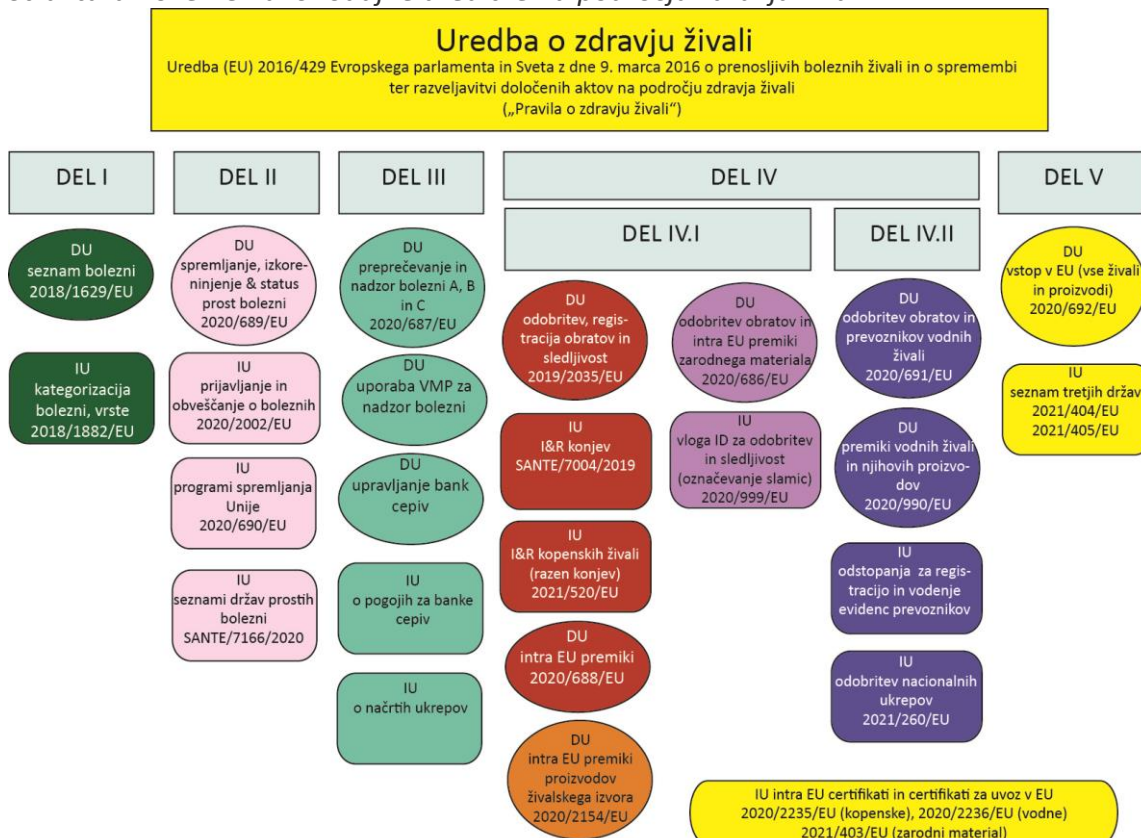 Uredba o zdravju živali
Uredba (EU) 2016/429 Evropskega parlamenta in Sveta z dne 9. marca 2016 o prenosljivih boleznih živali in o spremembi
ter razveljavitvi določenih aktov na področju zdravja živali
(„Pravila o zdravju živali“)
DEL I
DU
seznam bolezni
2018/1629/EU
IU
kategorizacija
bolezni, vrste
2018/1882/EU
DEL II
DU
spremljanje, izkore-
ninjenje & status
prost bolezni
2020/689/EU
IU
prijavljanje in
obveščanje o boleznih
2020/2002/EU
IU
programi spremljanja
Unije
2020/690/EU
IU
seznami držav prostih
bolezni
SANTE/7166/2020
DEL III
DU
preprečevanje in
nadzor bolezni A, B
in C
2020/687/EU
DU
uporaba VMP za
nadzor bolezni
DU
upravljanje bank
cepiv
IU
o pogojih za banke
cepiv
IU
o načrtih ukrepov
DEL IV
DEL IV.I
DU
odobritev, regis-
tracija obratov in
sledljivost
2019/2035/EU
IU
I&R konjev
SANTE/7004/2019
IU
I&R kopenskih živali
(razen konjev)
2021/520/EU
DU
intra EU premiki
2020/688/EU
DU
intra EU premiki
proizvodov
živalskega izvora
2020/2154/EU
DU
odobritev obratov in
intra EU premiki
zarodnega materiala
2020/686/EU
IU
vloga ID za odobritev
in sledljivost
(označevanje slamic)
2020/999/EU
DEL IV.II
DU
odobritev obratov in
prevoznikov vodnih
živali
2020/691/EU
DU
premiki vodnih živali
in njihovih proizvo-
dov
2020/990/EU
IU
odstopanja za regis-
tracijo in vodenje
evidenc prevoznikov
IU
odobritev nacionalnih
ukrepov
2021/260/EU
DEL V
DU
vstop v EU (vse živali
in proizvodi)
2020/692/EU
IU
seznam tretjih držav
2021/404/EU
2021/405/EU
IU intra EU certifikati in certifikati za uvoz v EU
2020/2235/EU (kopenske), 2020/2236/EU (vodne)
2021/403/EU (zarodni material)